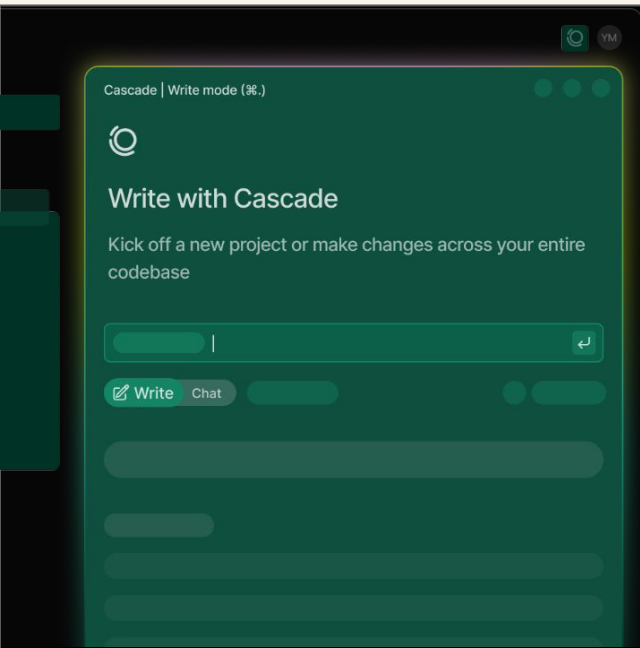 YM
Cascade | Write mode (⌘.)
Write with Cascade
Kick off a new project or make changes across your entire
codebase
Write Chat